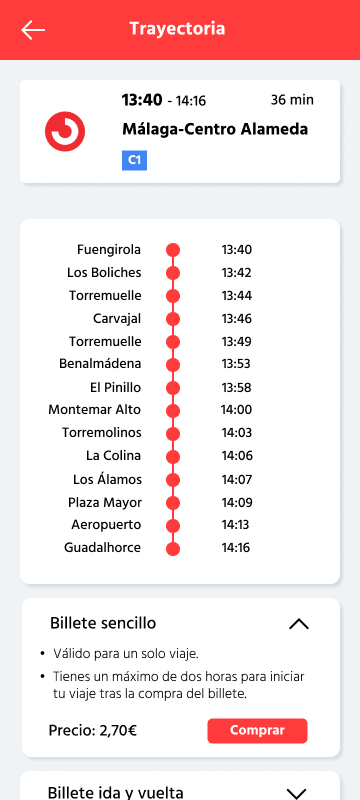 Trayectoria
13:40 - 14:16 36 min
Málaga-Centro Alameda
C1
Fuengirola 13:40
Los Boliches 13:42
Torremuelle 13:44
Carvajal 13:46
Torremuelle 13:49
Benalmádena 13:53
El Pinillo 13:58
Montemar Alto 14:00
Torremolinos 14:03
La Colina 14:06
Los Álamos 14:07
Plaza Mayor 14:09
Aeropuerto 14:13
Guadalhorce 14:16
Billete sencillo
• Válido para un solo viaje.
• Tienes un máximo de dos horas para iniciar
tu viaje tras la compra del billete.
Precio: 2,70€ Comprar
Billete ida y vuelta